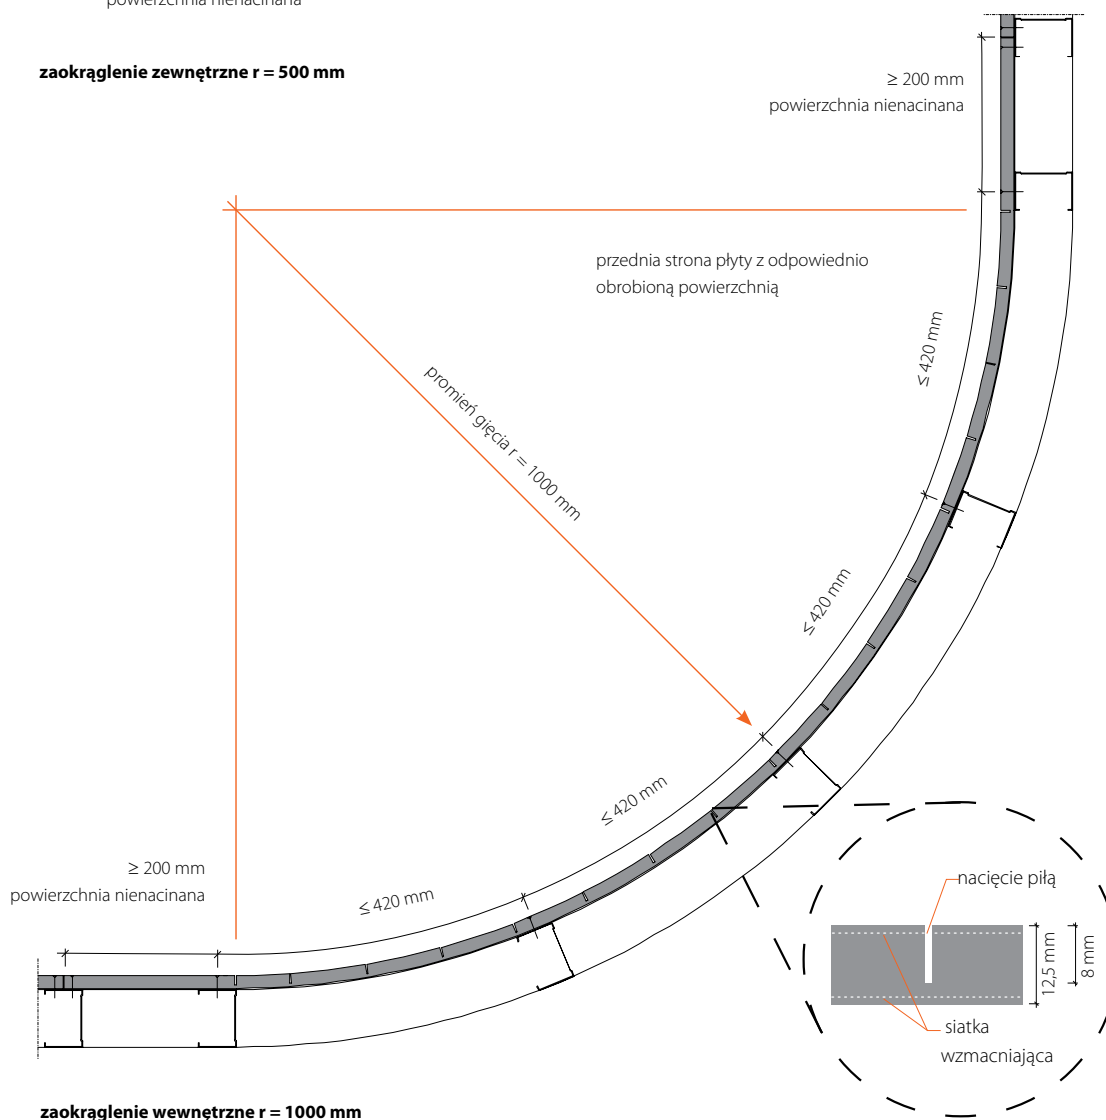 powierzchnia nienacinana
zaokrąglenie zewnętrzne r = 500 mm
≥ 200 mm
powierzchnia nienacinana
przednia strona płyty z odpowiednio
obrobioną powierzchnią
≤ 420 mm
promień gięcia r = 1000 mm
≤ 420 mm
≤ 420 mm
≥ 200 mm
powierzchnia nienacinana
≤ 420 mm
nacięcie piłą
12,5 mm
8 mm
siatka
wzmacniająca
zaokrąglenie wewnętrzne r = 1000 mm